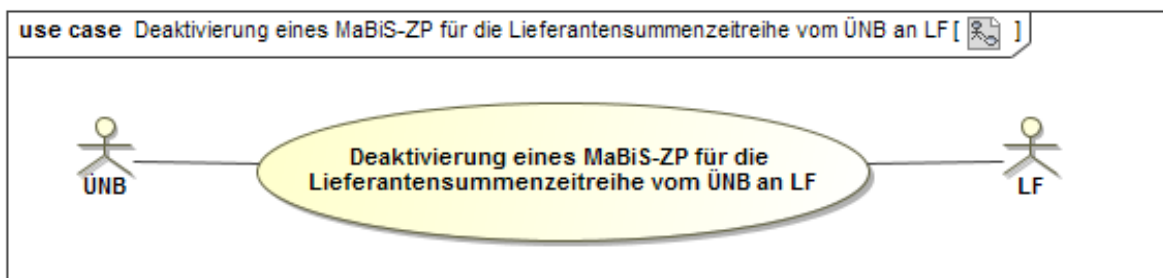 use case Deaktivierung eines MaBiS-ZP für die Lieferantensummenzeitreihe vom ÜNB an LF [ ]
Deaktivierung eines MaBiS-ZP für die
Lieferantensummenzeitreihe vom ÜNB an LF
ÜNB
LF